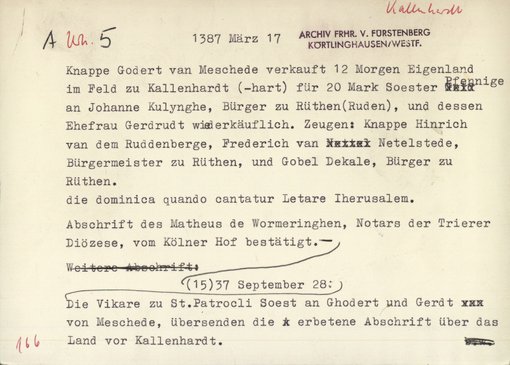 Kallenhardt
A Uk. 5
1387 März 17
ARCHIV FRHR. V. FÜRSTENBERG
KÖRTLINGHAUSEN/WESTF.
Knappe Godert van Meschede verkauft 12 Morgen Eigenland
im Feld zu Kallenhardt (-hart) für 20 Mark Soester Pfennige
an Johanne Kulynghe, Bürger zu Rüthen(Ruden), und dessen
Ehefrau Gerdrudt wiederkäuflich. Zeugen: Knappe Hinrich
van dem Ruddenberge, Frederich van Netelstede,
Bürgermeister zu Rüthen, und Gobel Dekale, Bürger zu
Rüthen.
die dominica quando cantatur Letare Iherusalem.
Abschrift des Matheus de Wormeringhen, Notars der Trierer
Diözese, vom Kölner Hof bestätigt.-
Weitere Abschrift:
(15)37 September 28:
Die Vikare zu St.Patrocli Soest an Ghodert und Gerdt xxx
von Meschede, übersenden die x erbetene Abschrift über das
Land vor Kallenhardt.
166